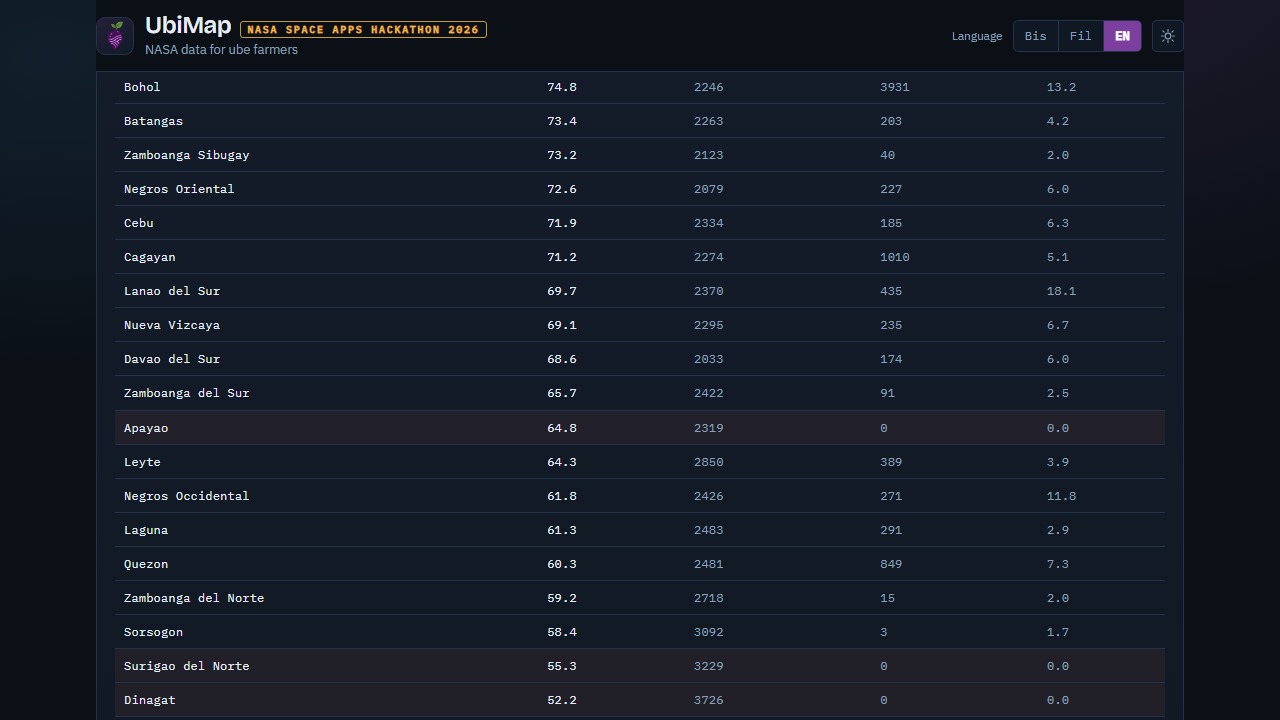 UbiMap NASA SPACE APPS HACKATHON 2026
NASA data for ube farmers
Language Bis Fil EN
Bohol 74.8 2246 3931 13.2
Batangas 73.4 2263 203 4.2
Zamboanga Sibugay 73.2 2123 40 2.0
Negros Oriental 72.6 2079 227 6.0
Cebu 71.9 2334 185 6.3
Cagayan 71.2 2274 1010 5.1
Lanao del Sur 69.7 2370 435 18.1
Nueva Vizcaya 69.1 2295 235 6.7
Davao del Sur 68.6 2033 174 6.0
Zamboanga del Sur 65.7 2422 91 2.5
Apayao 64.8 2319 0 0.0
Leyte 64.3 2850 389 3.9
Negros Occidental 61.8 2426 271 11.8
Laguna 61.3 2483 291 2.9
Quezon 60.3 2481 849 7.3
Zamboanga del Norte 59.2 2718 15 2.0
Sorsogon 58.4 3092 3 1.7
Surigao del Norte 55.3 3229 0 0.0
Dinagat 52.2 3726 0 0.0